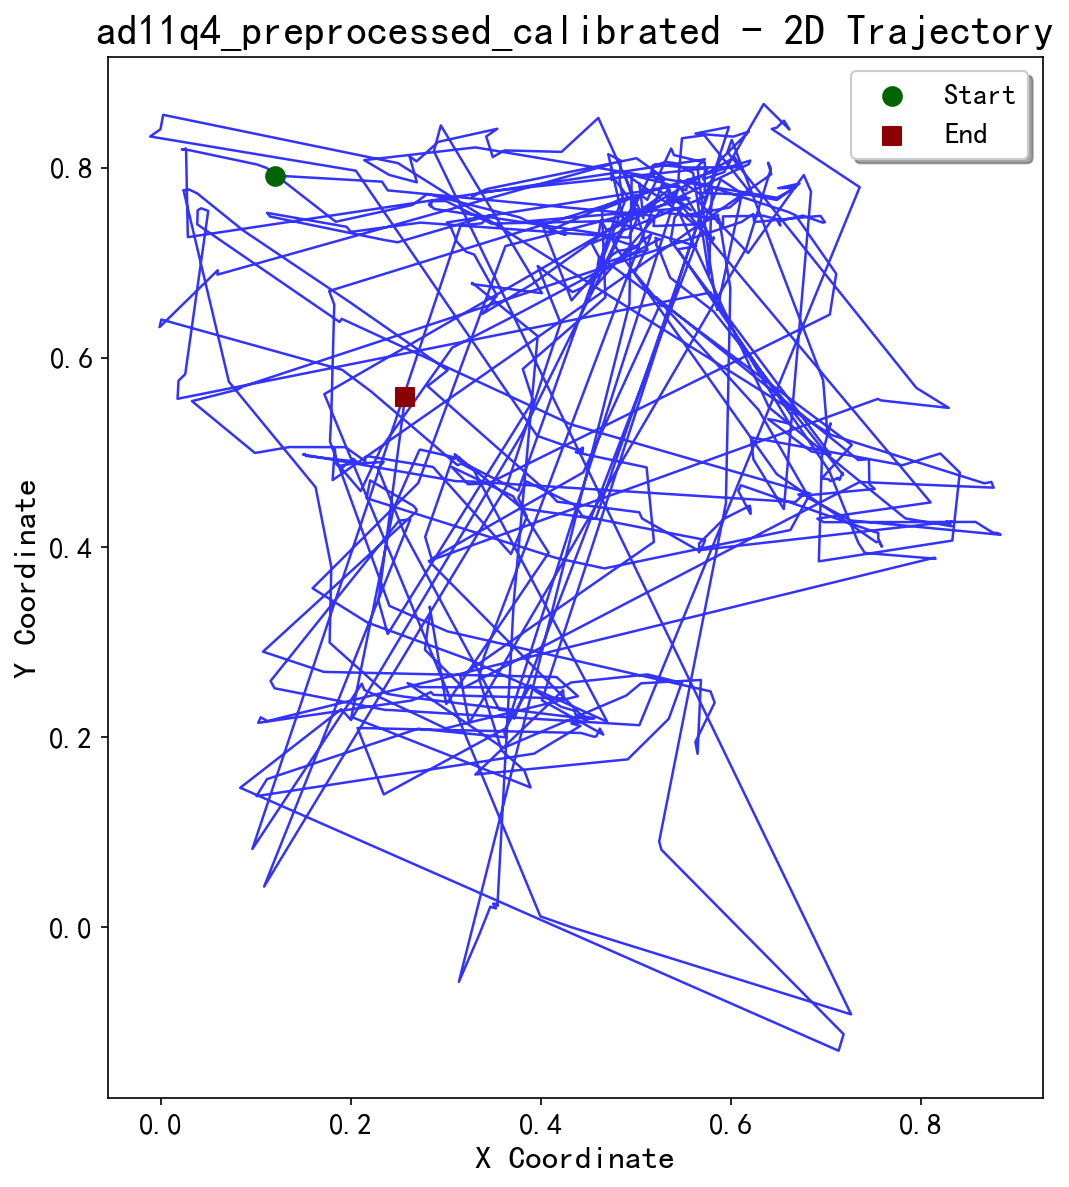 ad11q4_preprocessed_calibrated - 2D Trajectory
Start
End
Y Coordinate
0.8
0.6
0.4
0.2
0.0
0.0 0.2 0.4 0.6 0.8
X Coordinate